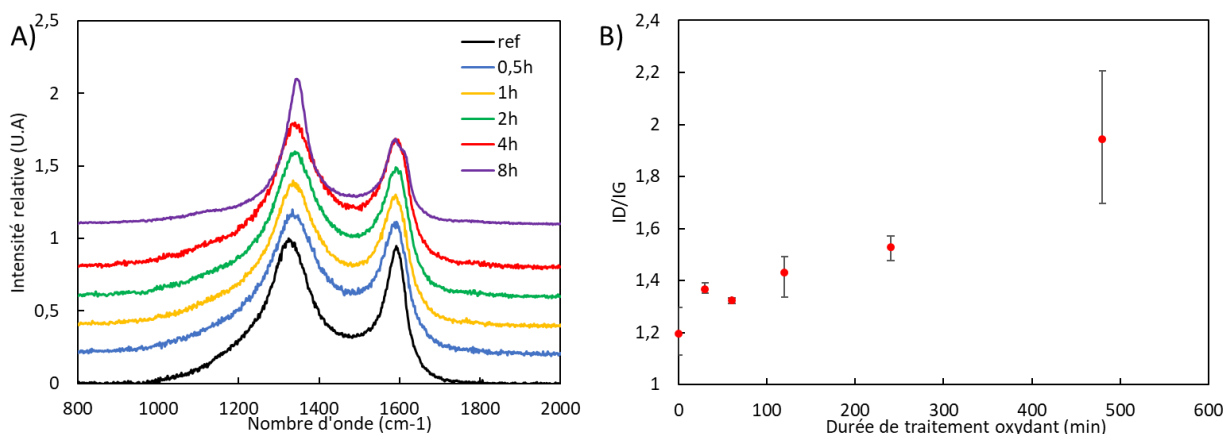 A)
Intensité relative (U.A)
2,5
2
1,5
1
0,5
0
800 1000 1200 1400 1600 1800 2000
Nombre d'onde (cm-1)
ref
0,5h
1h
2h
4h
8h
B)
ID/IG
2,4
2,2
2
1,8
1,6
1,4
1,2
1
0 100 200 300 400 500 600
Durée de traitement oxydant (min)